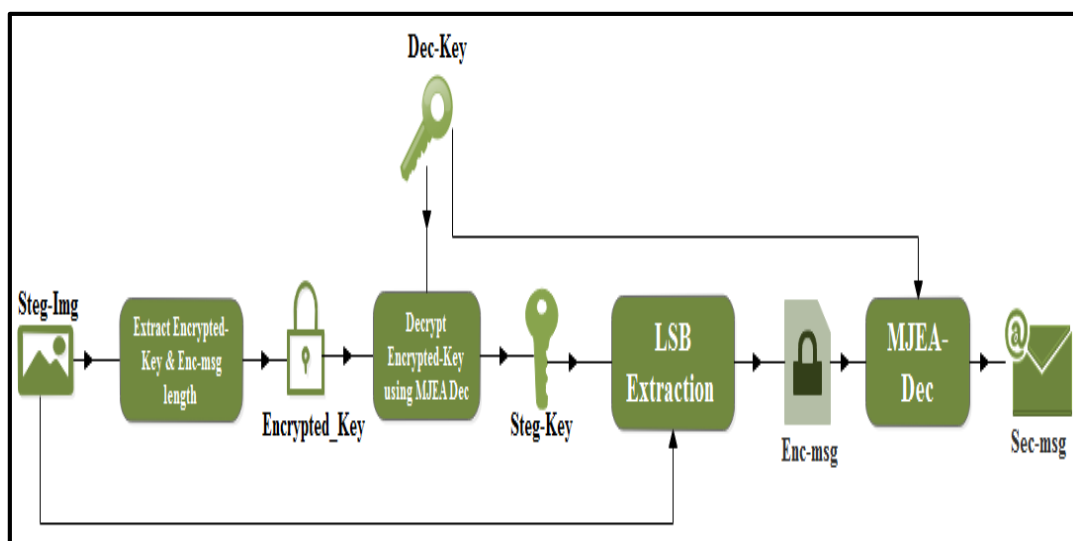 Dec-Key
Steg-Img
Extract Encrypted-
Key & Enc-msg
length
Encrypted_Key
Decrypt
Encrypted-Key
using MJEA Dec
Steg-Key
LSB
Extraction
Enc-msg
MJEA-
Dec
@
Sec-msg